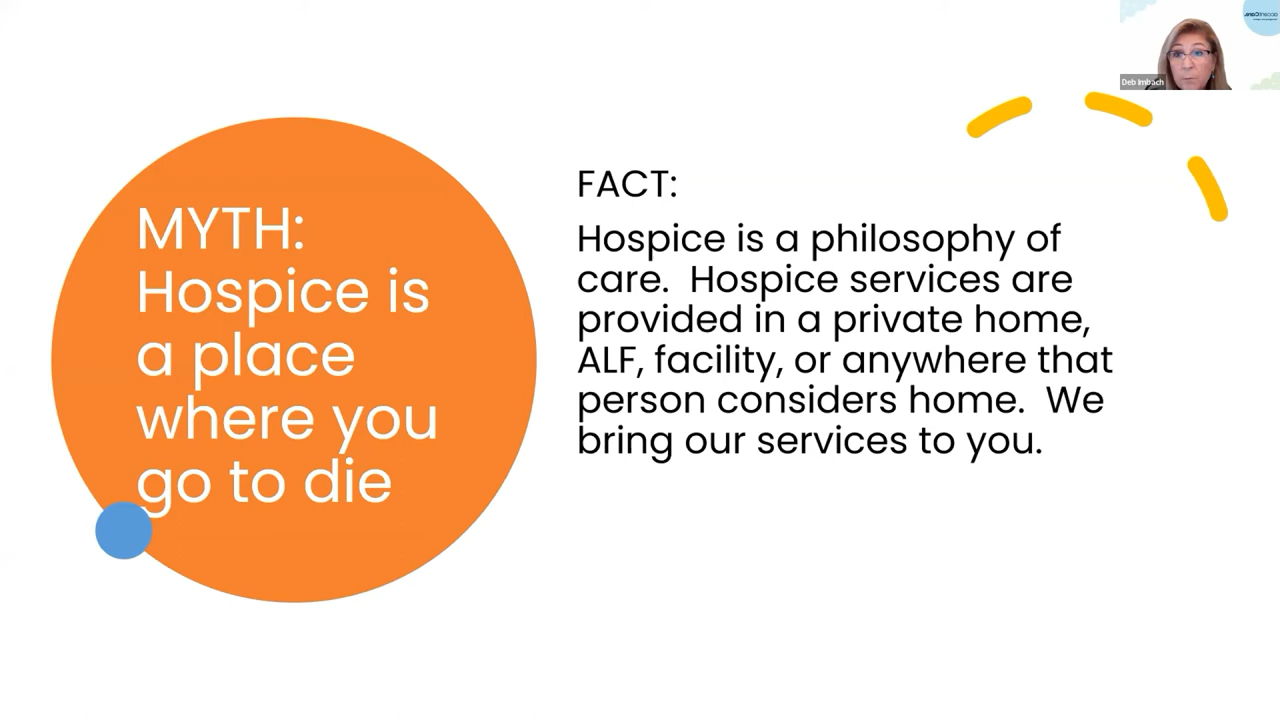 Deb Imbach
MYTH:
Hospice is
a place
where you
go to die
FACT:
Hospice is a philosophy of
care.  Hospice services are
provided in a private home,
ALF, facility, or anywhere that
person considers home.  We
bring our services to you.